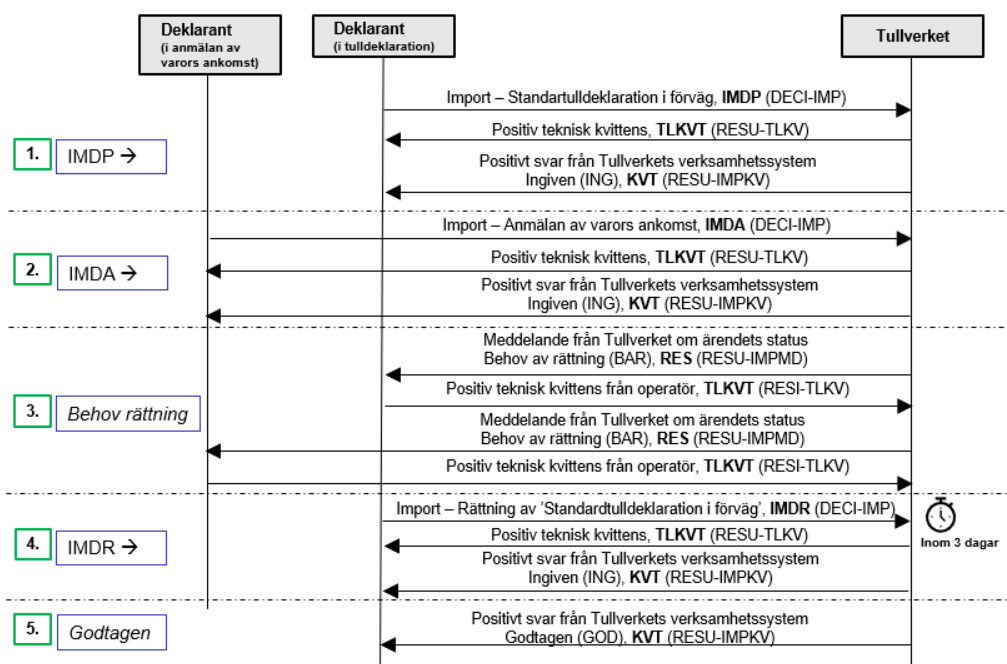 Deklarant
(i anmälan av
varors ankomst)
Deklarant
(i tulldeklaration)
Tullverket
Import – Standartulldeklaration i förväg, IMDP (DECI-IMP)
Positiv teknisk kvittens, TLKVT (RESU-TLKV)
1.
IMDP →
Positivt svar från Tullverkets verksamhetssystem
Ingiven (ING), KVT (RESU-IMPKV)
Import – Anmälan av varors ankomst, IMDA (DECI-IMP)
2.
IMDA →
Positiv teknisk kvittens, TLKVT (RESU-TLKV)
Positivt svar från Tullverkets verksamhetssystem
Ingiven (ING), KVT (RESU-IMPKV)
Meddelande från Tullverket om ärendets status
Behov av rättning (BAR), RES (RESU-IMPMD)
Positiv teknisk kvittens från operatör, TLKVT (RESI-TLKV)
3.
Behov rättning
Meddelande från Tullverket om ärendets status
Behov av rättning (BAR), RES (RESU-IMPMD)
Positiv teknisk kvittens från operatör, TLKVT (RESI-TLKV)
Import – Rättning av 'Standardtulldeklaration i förväg', IMDR (DECI-IMP)
Inom 3 dagar
4.
IMDR →
Positiv teknisk kvittens, TLKVT (RESU-TLKV)
Positivt svar från Tullverkets verksamhetssystem
Ingiven (ING), KVT (RESU-IMPKV)
5.
Godtagen
Positivt svar från Tullverkets verksamhetssystem
Godtagen (GOD), KVT (RESU-IMPKV)